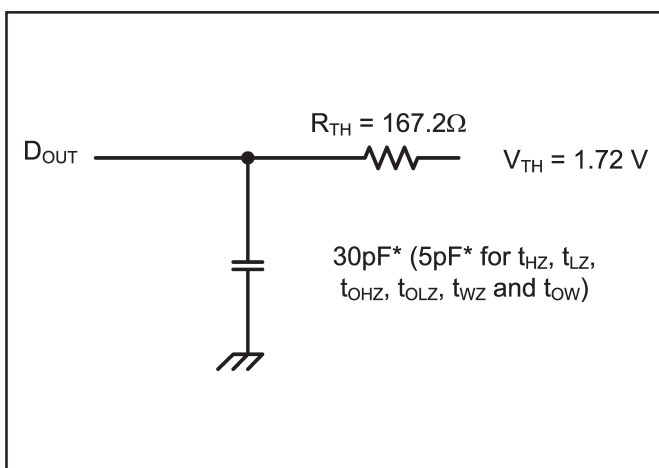 R_TH = 167.2Ω
D_OUT
V_TH = 1.72 V
30pF* (5pF* for t_HZ, t_LZ,
t_OHZ, t_OLZ, t_WZ and t_OW)